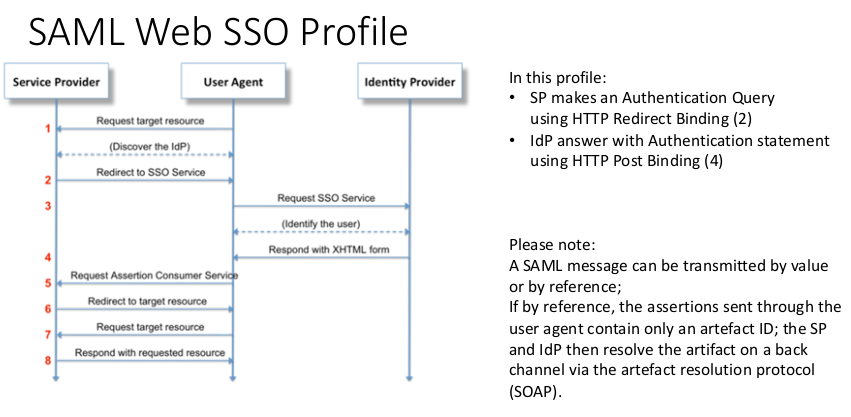 SAML Web SSO Profile
Service Provider
User Agent
Identity Provider
1
Request target resource
(Discover the IdP)
2
Redirect to SSO Service
3
Request SSO Service
(Identify the user)
4
Respond with XHTML form
5
Request Assertion Consumer Service
6
Redirect to target resource
7
Request target resource
8
Respond with requested resource
In this profile:
• SP makes an Authentication Query
using HTTP Redirect Binding (2)
• IdP answer with Authentication statement
using HTTP Post Binding (4)
Please note:
A SAML message can be transmitted by value
or by reference;
If by reference, the assertions sent through the
user agent contain only an artefact ID; the SP
and IdP then resolve the artifact on a back
channel via the artefact resolution protocol
(SOAP).